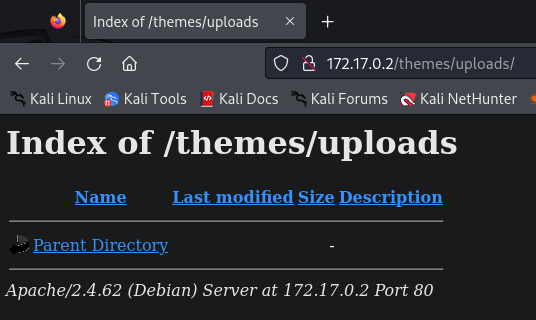 Index of /themes/uploads
172.17.0.2/themes/uploads/
Kali Linux Kali Tools Kali Docs Kali Forums Kali NetHunter
Index of /themes/uploads
Name Last modified Size Description
Parent Directory -
Apache/2.4.62 (Debian) Server at 172.17.0.2 Port 80